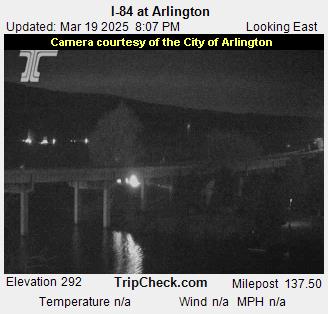 I-84 at Arlington
Updated: Mar 19 2025 8:07 PM Looking East
Camera courtesy of the City of Arlington
Elevation 292 TripCheck.com Milepost 137.50
Temperature n/a Wind n/a MPH n/a